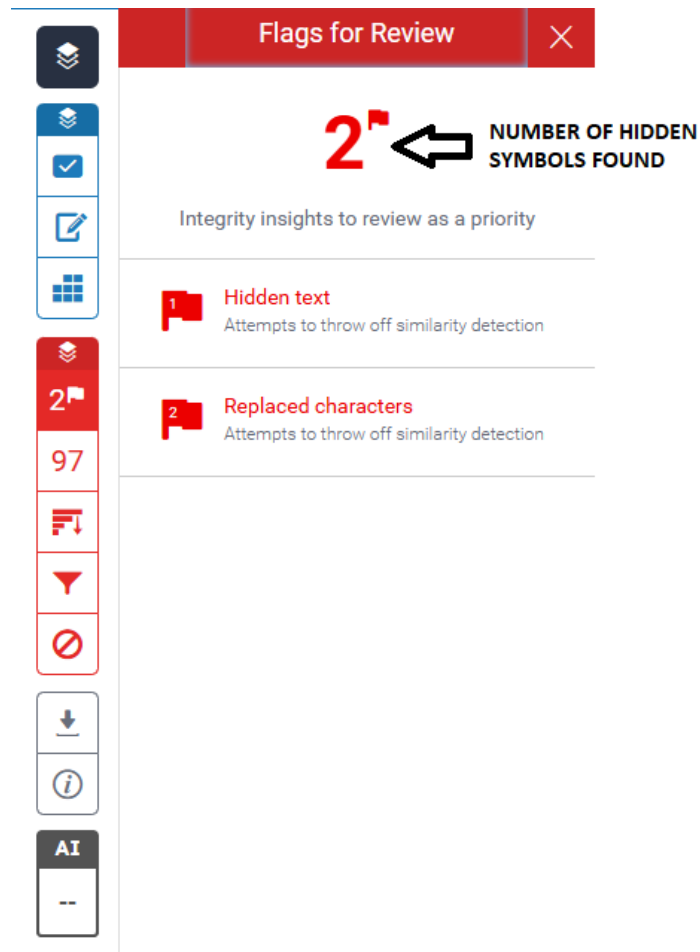 Flags for Review
2
NUMBER OF HIDDEN
SYMBOLS FOUND
Integrity insights to review as a priority
1
Hidden text
Attempts to throw off similarity detection
2
Replaced characters
Attempts to throw off similarity detection
2
97
i
AI
--